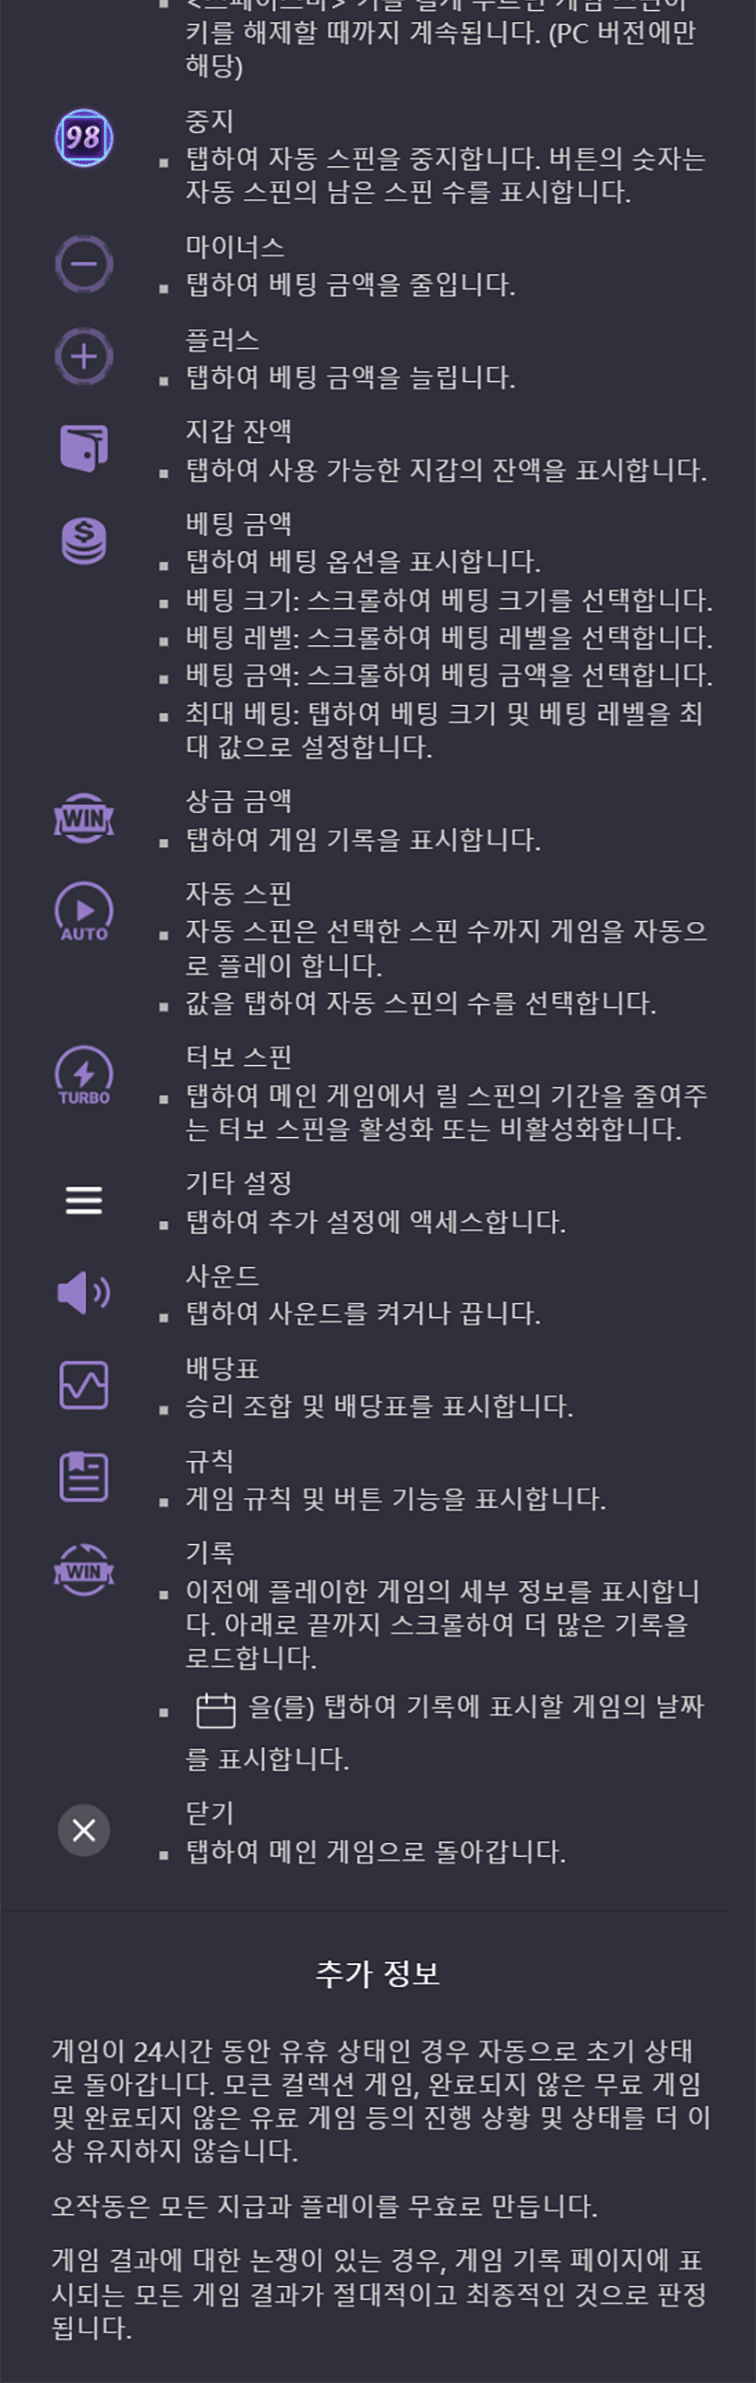 키를 해제할 때까지 계속됩니다. (PC 버전에만
해당)
98
중지
▪ 탭하여 자동 스핀을 중지합니다. 버튼의 숫자는
자동 스핀의 남은 스핀 수를 표시합니다.
마이너스
▪ 탭하여 베팅 금액을 줄입니다.
플러스
▪ 탭하여 베팅 금액을 늘립니다.
지갑 잔액
▪ 탭하여 사용 가능한 지갑의 잔액을 표시합니다.
베팅 금액
▪ 탭하여 베팅 옵션을 표시합니다.
▪ 베팅 크기: 스크롤하여 베팅 크기를 선택합니다.
▪ 베팅 레벨: 스크롤하여 베팅 레벨을 선택합니다.
▪ 베팅 금액: 스크롤하여 베팅 금액을 선택합니다.
▪ 최대 베팅: 탭하여 베팅 크기 및 베팅 레벨을 최
대 값으로 설정합니다.
WIN
상금 금액
▪ 탭하여 게임 기록을 표시합니다.
AUTO
자동 스핀
▪ 자동 스핀은 선택한 스핀 수까지 게임을 자동으
로 플레이 합니다.
▪ 값을 탭하여 자동 스핀의 수를 선택합니다.
TURBO
터보 스핀
▪ 탭하여 메인 게임에서 릴 스핀의 기간을 줄여주
는 터보 스핀을 활성화 또는 비활성화합니다.
기타 설정
▪ 탭하여 추가 설정에 액세스합니다.
사운드
▪ 탭하여 사운드를 켜거나 끕니다.
배당표
▪ 승리 조합 및 배당표를 표시합니다.
규칙
▪ 게임 규칙 및 버튼 기능을 표시합니다.
WIN
기록
▪ 이전에 플레이한 게임의 세부 정보를 표시합니
다. 아래로 끝까지 스크롤하여 더 많은 기록을
로드합니다.
▪ 을(를) 탭하여 기록에 표시할 게임의 날짜
를 표시합니다.
닫기
▪ 탭하여 메인 게임으로 돌아갑니다.
추가 정보
게임이 24시간 동안 유휴 상태인 경우 자동으로 초기 상태
로 돌아갑니다. 모큰 컬렉션 게임, 완료되지 않은 무료 게임
및 완료되지 않은 유료 게임 등의 진행 상황 및 상태를 더 이
상 유지하지 않습니다.
오작동은 모든 지급과 플레이를 무효로 만듭니다.
게임 결과에 대한 논쟁이 있는 경우, 게임 기록 페이지에 표
시되는 모든 게임 결과가 절대적이고 최종적인 것으로 판정
됩니다.